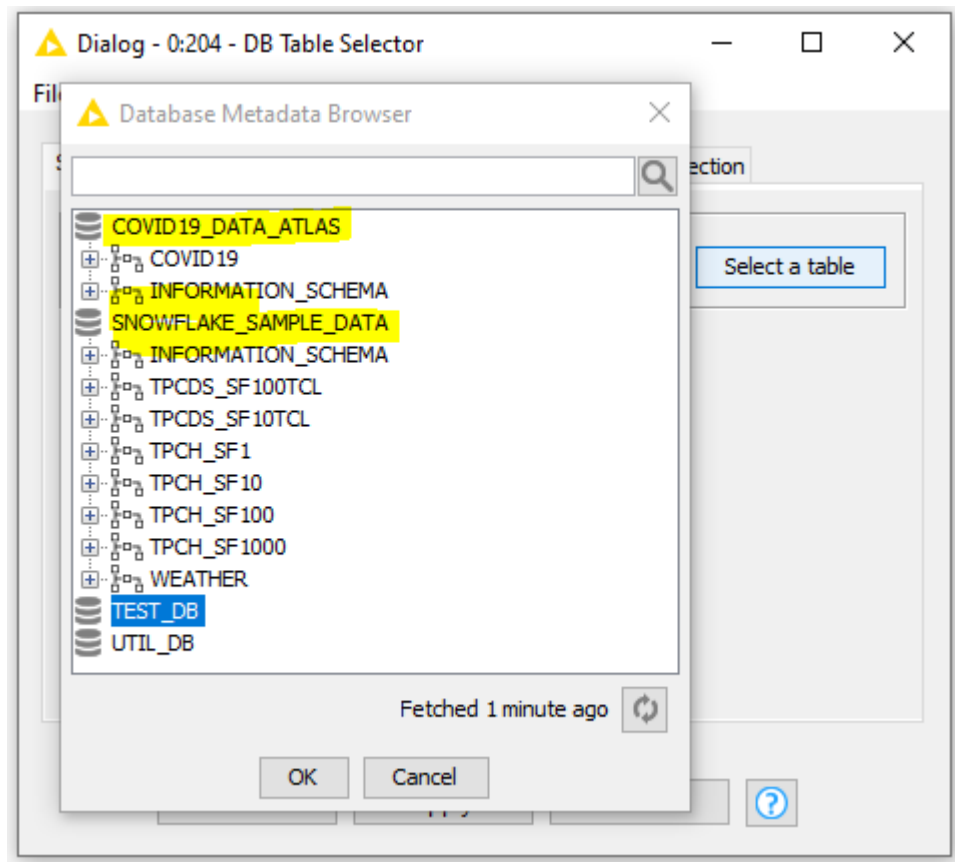 Dialog - 0:204 - DB Table Selector
Fil
Database Metadata Browser
ection
COVID19_DATA_ATLAS
COVID19
Select a table
INFORMATION_SCHEMA
SNOWFLAKE_SAMPLE_DATA
INFORMATION_SCHEMA
TPCDS_SF100TCL
TPCDS_SF10TCL
TPCH_SF1
TPCH_SF10
TPCH_SF100
TPCH_SF1000
WEATHER
TEST_DB
UTIL_DB
Fetched 1 minute ago
OK Cancel